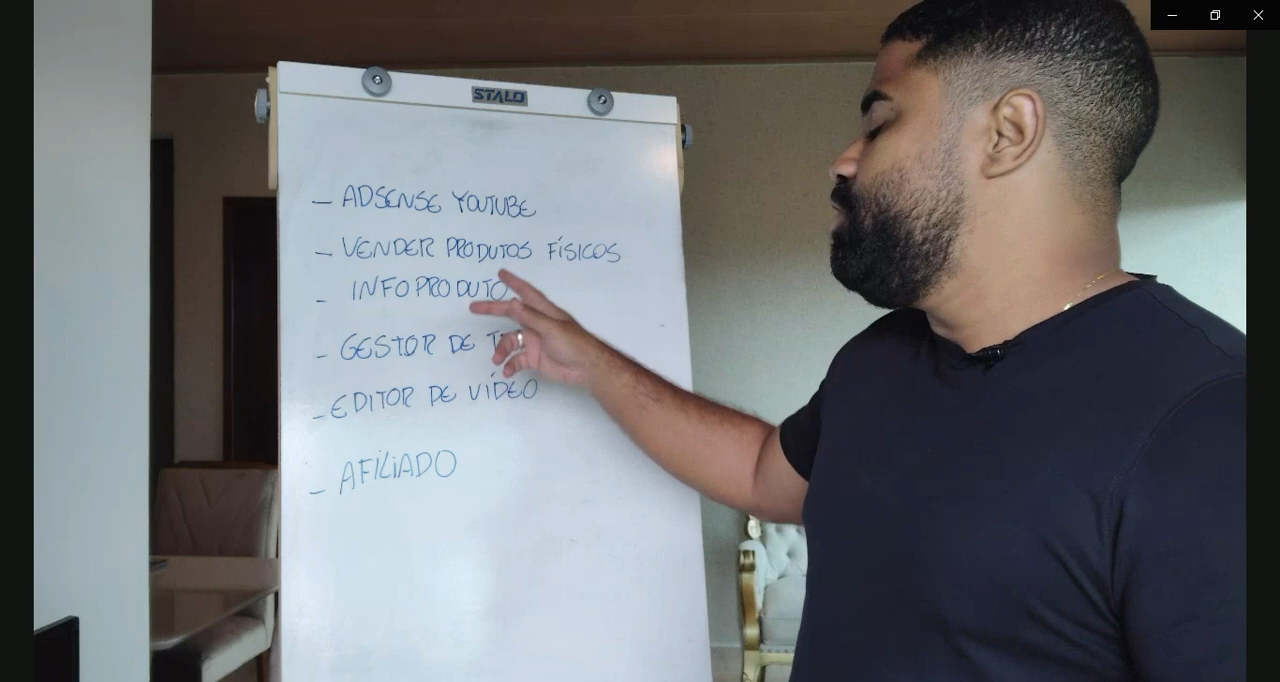 STALO
- ADSENSE YOUTUBE
- VENDER PRODUTOS FÍSICOS
- INFOPRODUTO
- GESTOR DE
- EDITOR DE VÍDEO
- AFILIADO